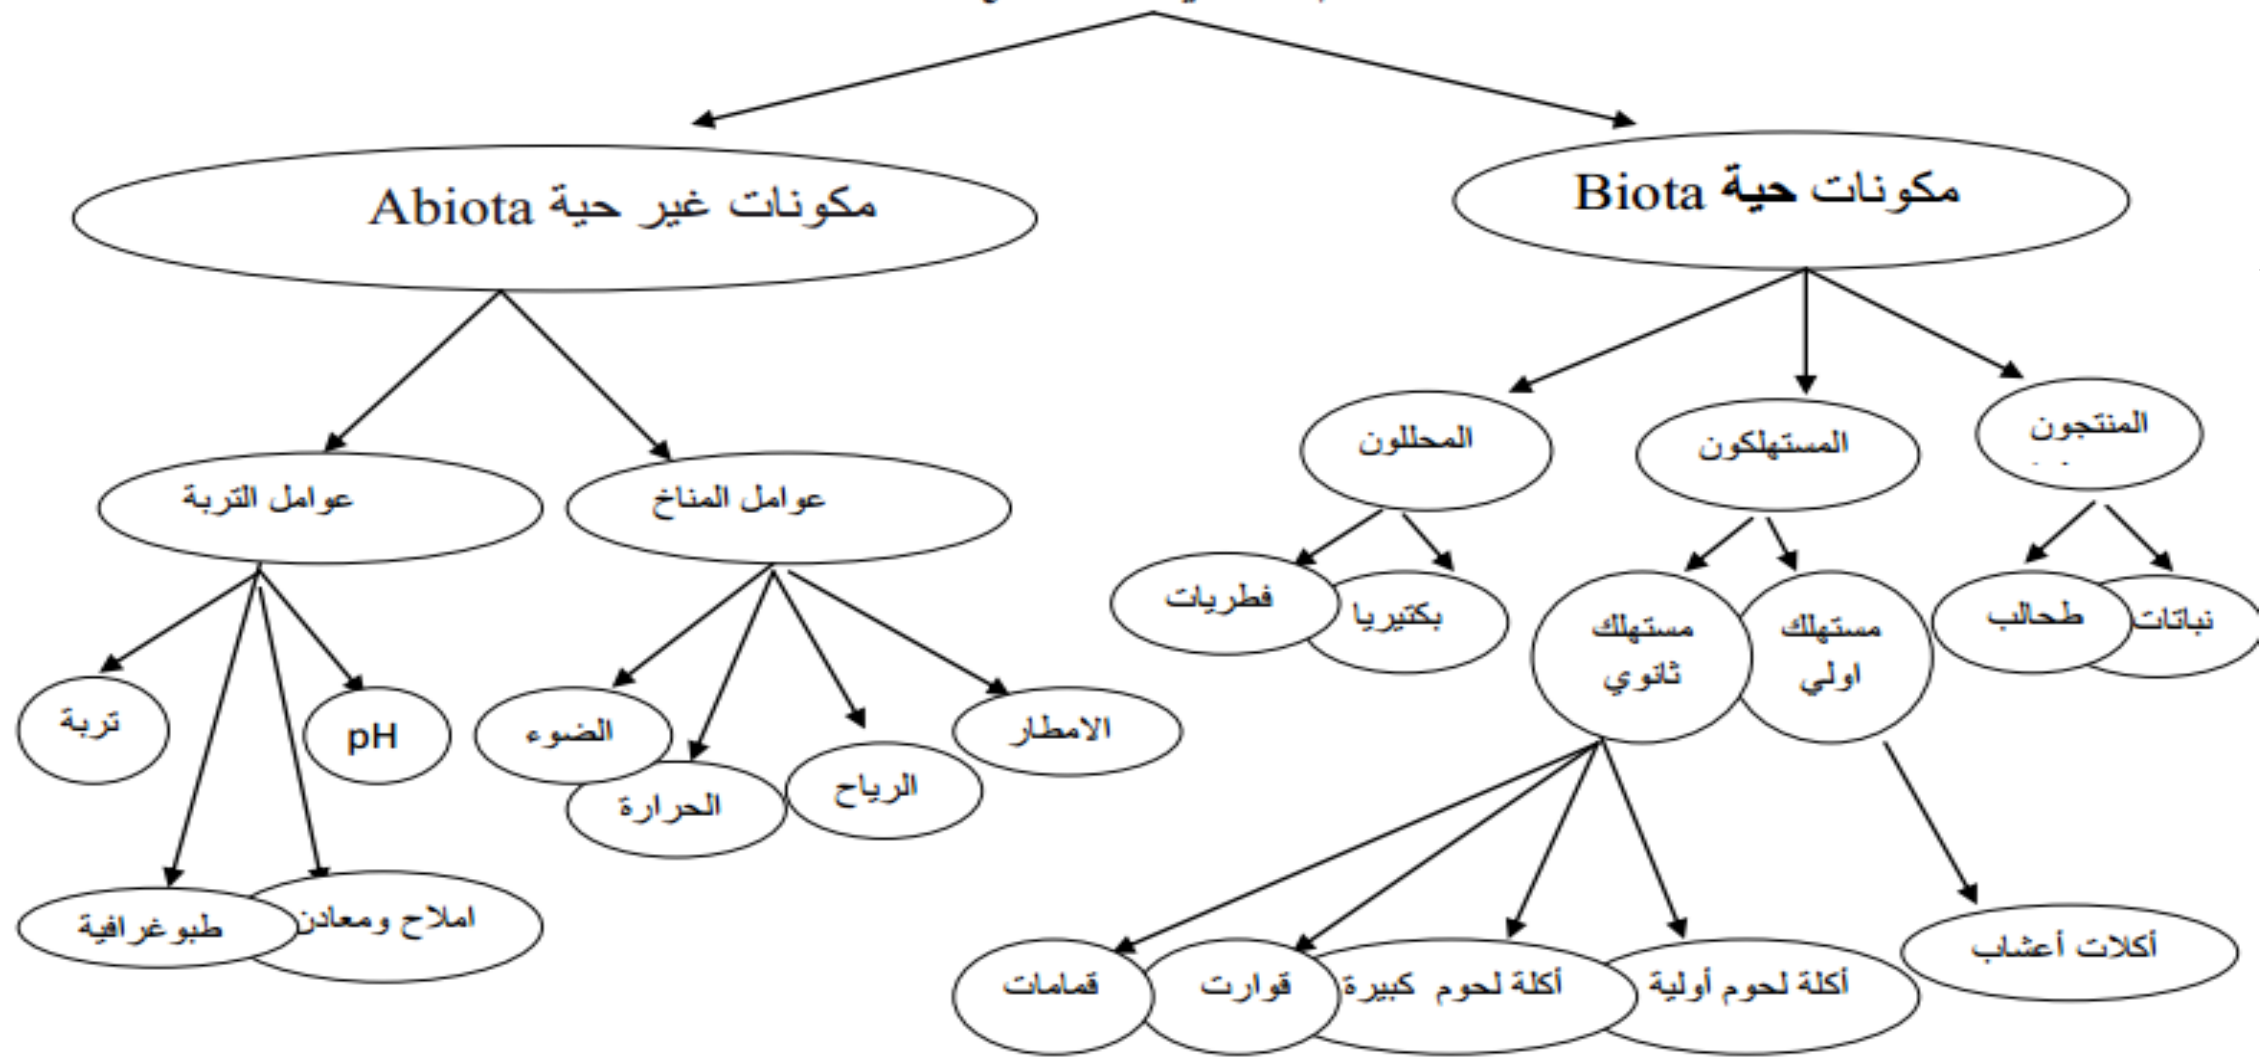 مكونات حية Biota
مكونات غير حية Abiota
المنتجون
المستهلكون
المحللون
عوامل المناخ
عوامل التربة
نباتات
طحالب
مستهلك
اولي
مستهلك
ثانوي
بكتيريا
فطريات
الامطار
الرياح
الحرارة
الضوء
pH
تربة
أكلات أعشاب
أكلة لحوم أولية
أكلة لحوم كبيرة
قوارت
قمامات
املاح ومعادن
طبوغرافية